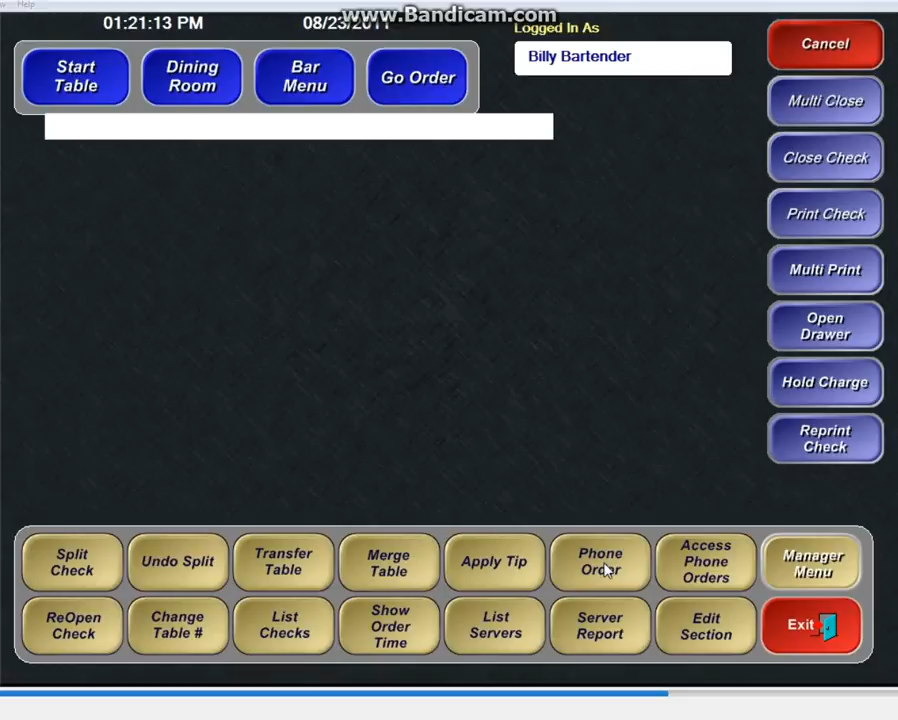 Help
www.Bandicam.com
01:21:13 PM
08/23/2011
Logged In As
Billy Bartender
Cancel
Start
Table
Dining
Room
Bar
Menu
Go Order
Multi Close
Close Check
Print Check
Multi Print
Open
Drawer
Hold Charge
Reprint
Check
Split
Check
Undo Split
Transfer
Table
Merge
Table
Apply Tip
Phone
Order
Access
Phone
Orders
Manager
Menu
ReOpen
Check
Change
Table #
List
Checks
Show
Order
Time
List
Servers
Server
Report
Edit
Section
Exit